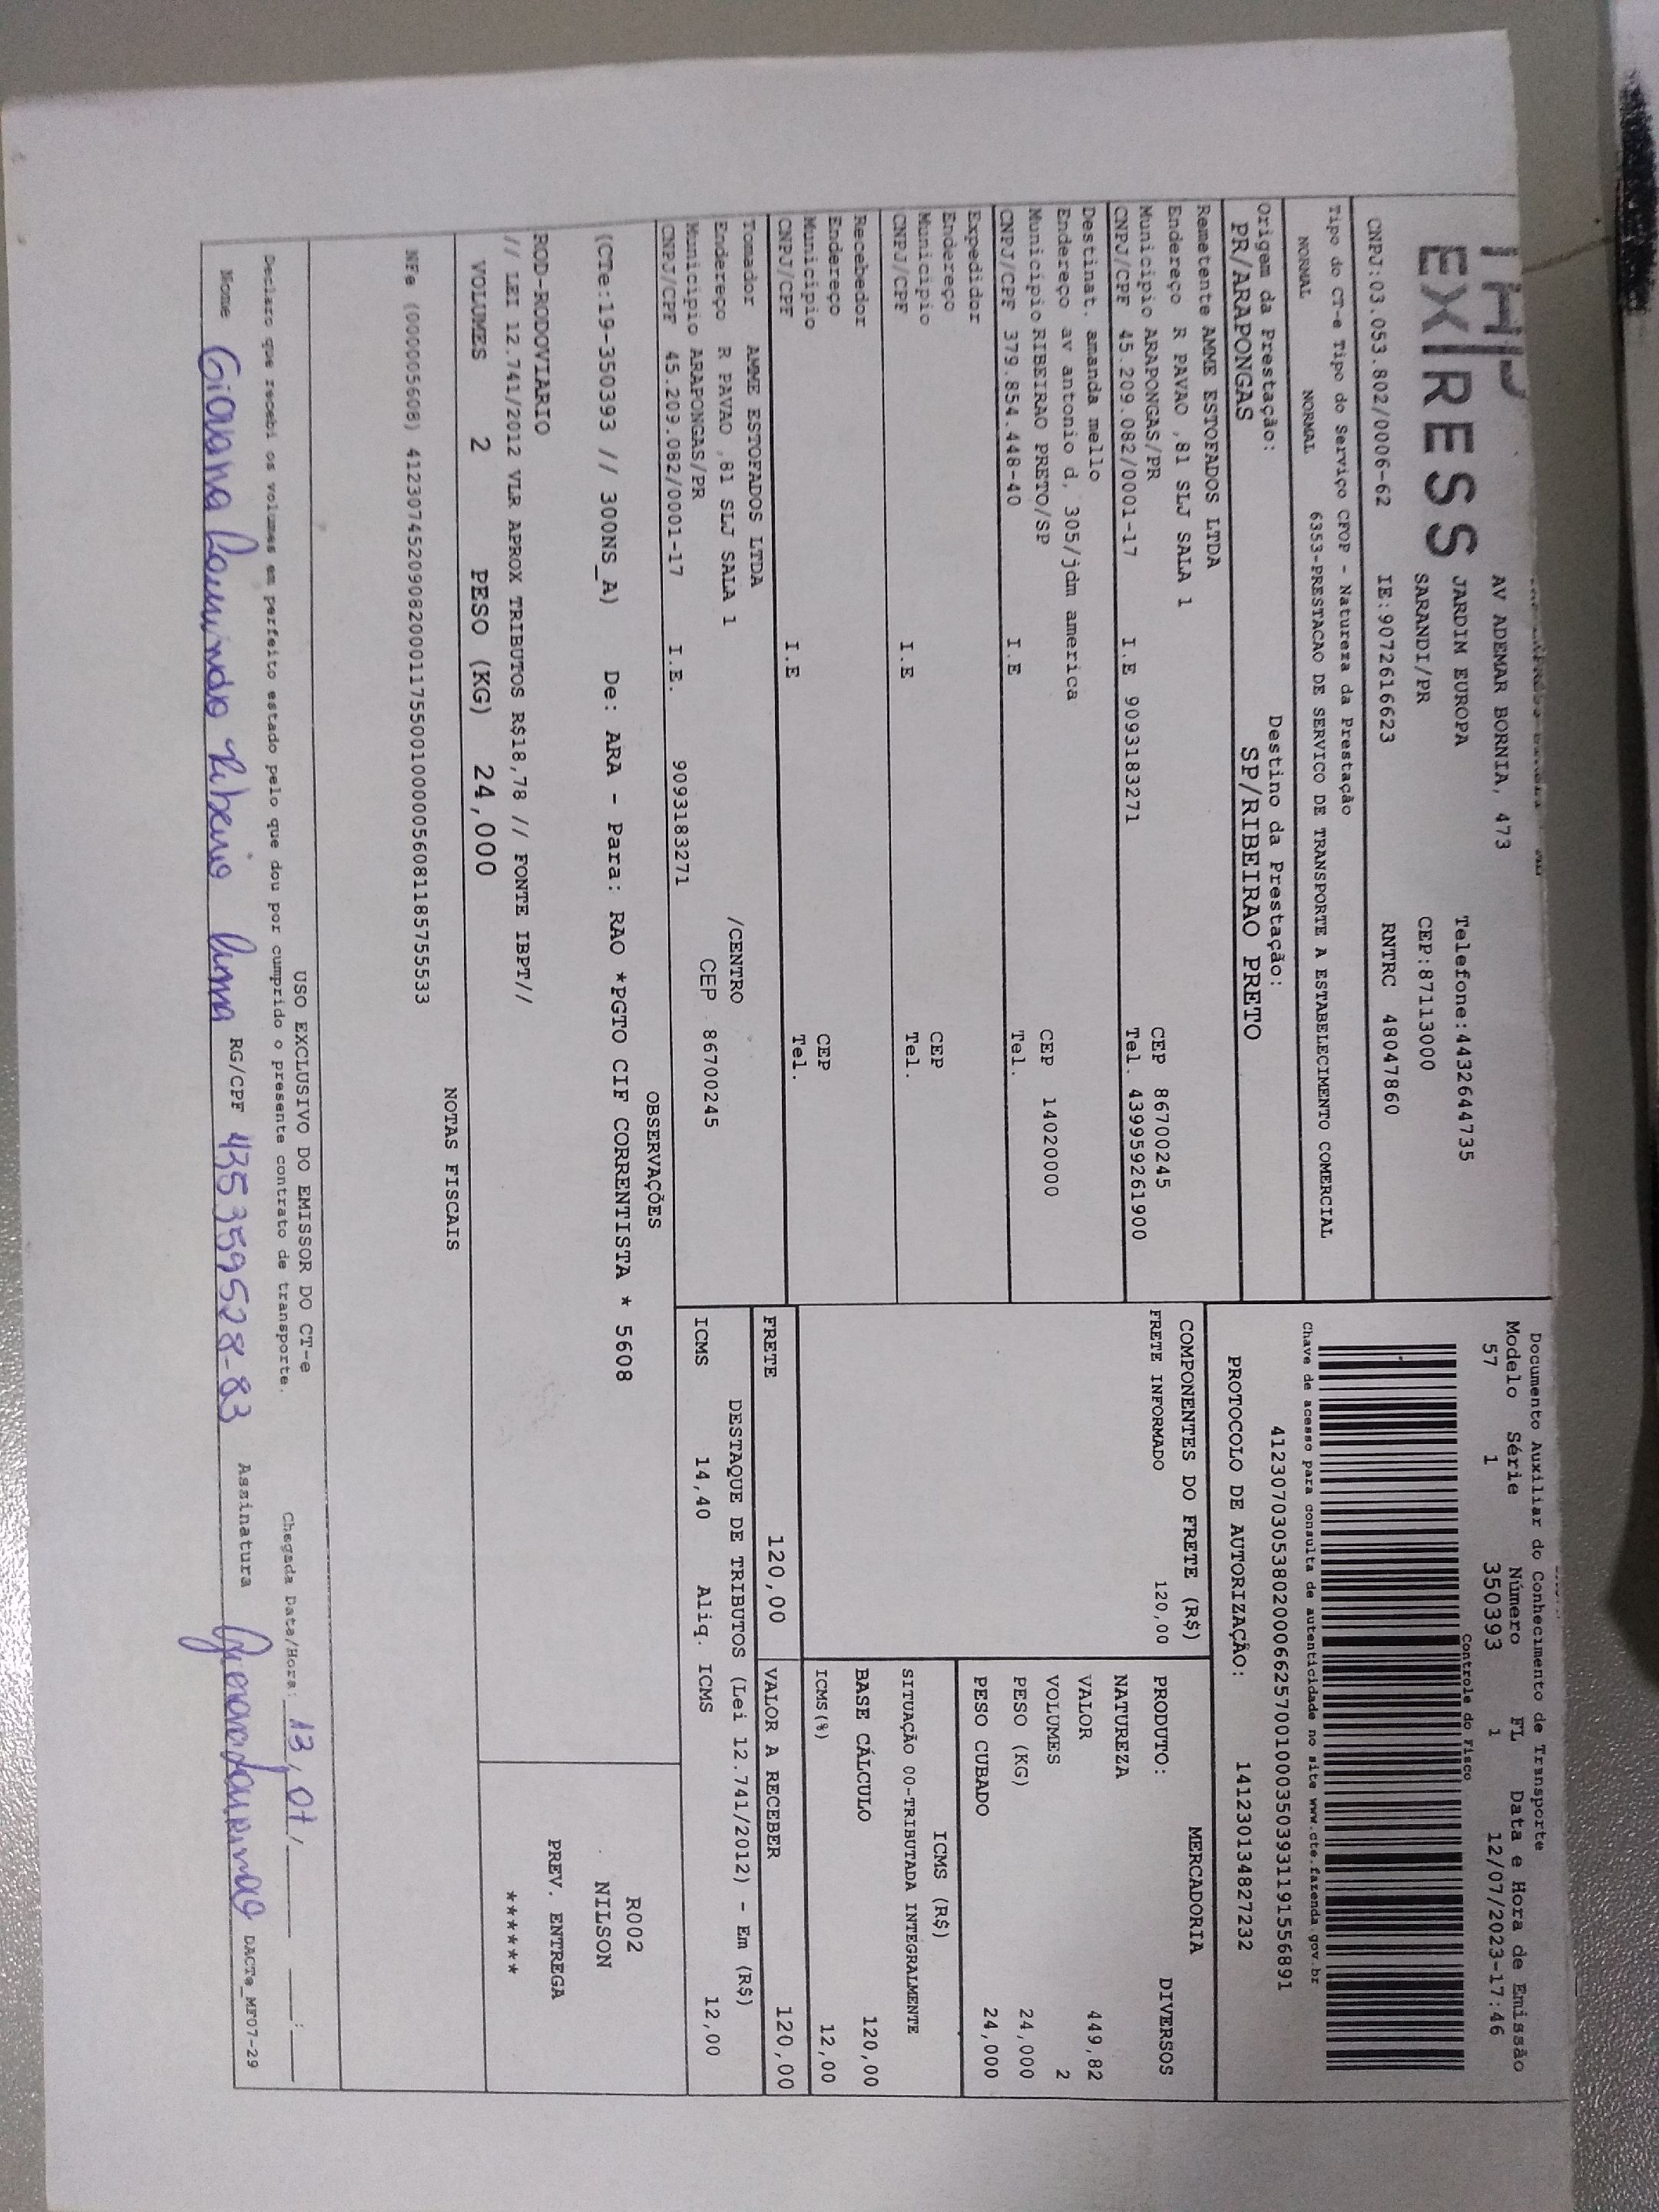 EXPRESS
AV ADEMAR BORNIA, 473
JARDIM EUROPA Telefone:4432644735
SARANDI/PR CEP:87113000
CNPJ:03.053.802/0006-62 IE:9072616623 RNTRC 48047860
Tipo do CT-e Tipo do Serviço CFOP - Natureza da Prestação
NORMAL NORMAL 6353-PRESTACAO DE SERVICO DE TRANSPORTE A ESTABELECIMENTO COMERCIAL
Origem da Prestação: Destino da Prestação:
PR/ARAPONGAS SP/RIBEIRAO PRETO
Documento Auxiliar do Conhecimento de Transporte
Modelo Série Número FL Data e Hora de Emissão
57 1 350393 1 12/07/2023-17:46
Controle do Fisco
Chave de acesso para consulta de autenticidade no site www.cte.fazenda.gov.br
41230703053802000662570010003503931191556891
PROTOCOLO DE AUTORIZAÇÃO: 141230134827232
Remetente AMME ESTOFADOS LTDA
Endereço R PAVAO ,81 SLJ SALA 1
Municipio ARAPONGAS/PR CEP 86700245
CNPJ/CPF 45.209.082/0001-17 I.E 9093183271 Tel. 439959261900
Destinat. amanda mello
Endereço av antonio d, 305/jdm america
Municipio RIBEIRAO PRETO/SP CEP 14020000
CNPJ/CPF 379.854.448-40 I.E Tel.
Expedidor
Endereço
Municipio CEP
CNPJ/CPF I.E Tel.
Recebedor
Endereço
Municipio CEP
CNPJ/CPF I.E Tel.
Tomador AMME ESTOFADOS LTDA
Endereço R PAVAO ,81 SLJ SALA 1 /CENTRO
Municipio ARAPONGAS/PR CEP 86700245
CNPJ/CPF 45.209.082/0001-17 I.E. 9093183271
COMPONENTES DO FRETE (R$)
FRETE INFORMADO 120,00
MERCADORIA
PRODUTO: DIVERSOS
NATUREZA
VALOR 449,82
VOLUMES 2
PESO (KG) 24,000
PESO CUBADO 24,000
ICMS (R$)
SITUAÇÃO 00-TRIBUTADA INTEGRALMENTE
BASE CÁLCULO 120,00
ICMS(%) 12,00
FRETE 120,00 VALOR A RECEBER 120,00
DESTAQUE DE TRIBUTOS (Lei 12.741/2012) - Em (R$)
ICMS 14,40 Aliq. ICMS 12,00
OBSERVAÇÕES
(CTe:19-350393 // 300NS_A) De: ARA - Para: RAO *PGTO CIF CORRENTISTA * 5608
R002
NILSON
ROD-RODOVIARIO
// LEI 12.741/2012 VLR APROX TRIBUTOS R$18,78 // FONTE IBPT//
PREV. ENTREGA
******
VOLUMES 2 PESO (KG) 24,000
NOTAS FISCAIS
NFe (000005608) 41230745209082000117550010000056081185755533
USO EXCLUSIVO DO EMISSOR DO CT-e
Declaro que recebi os volumes em perfeito estado pelo que dou por cumprido o presente contrato de transporte. Chegada Data/Hora: 13/07/ :
Nome Giovana Lourindo Ribeiro Lima RG/CPF 435359528-83 Assinatura DACTe_MF07-29